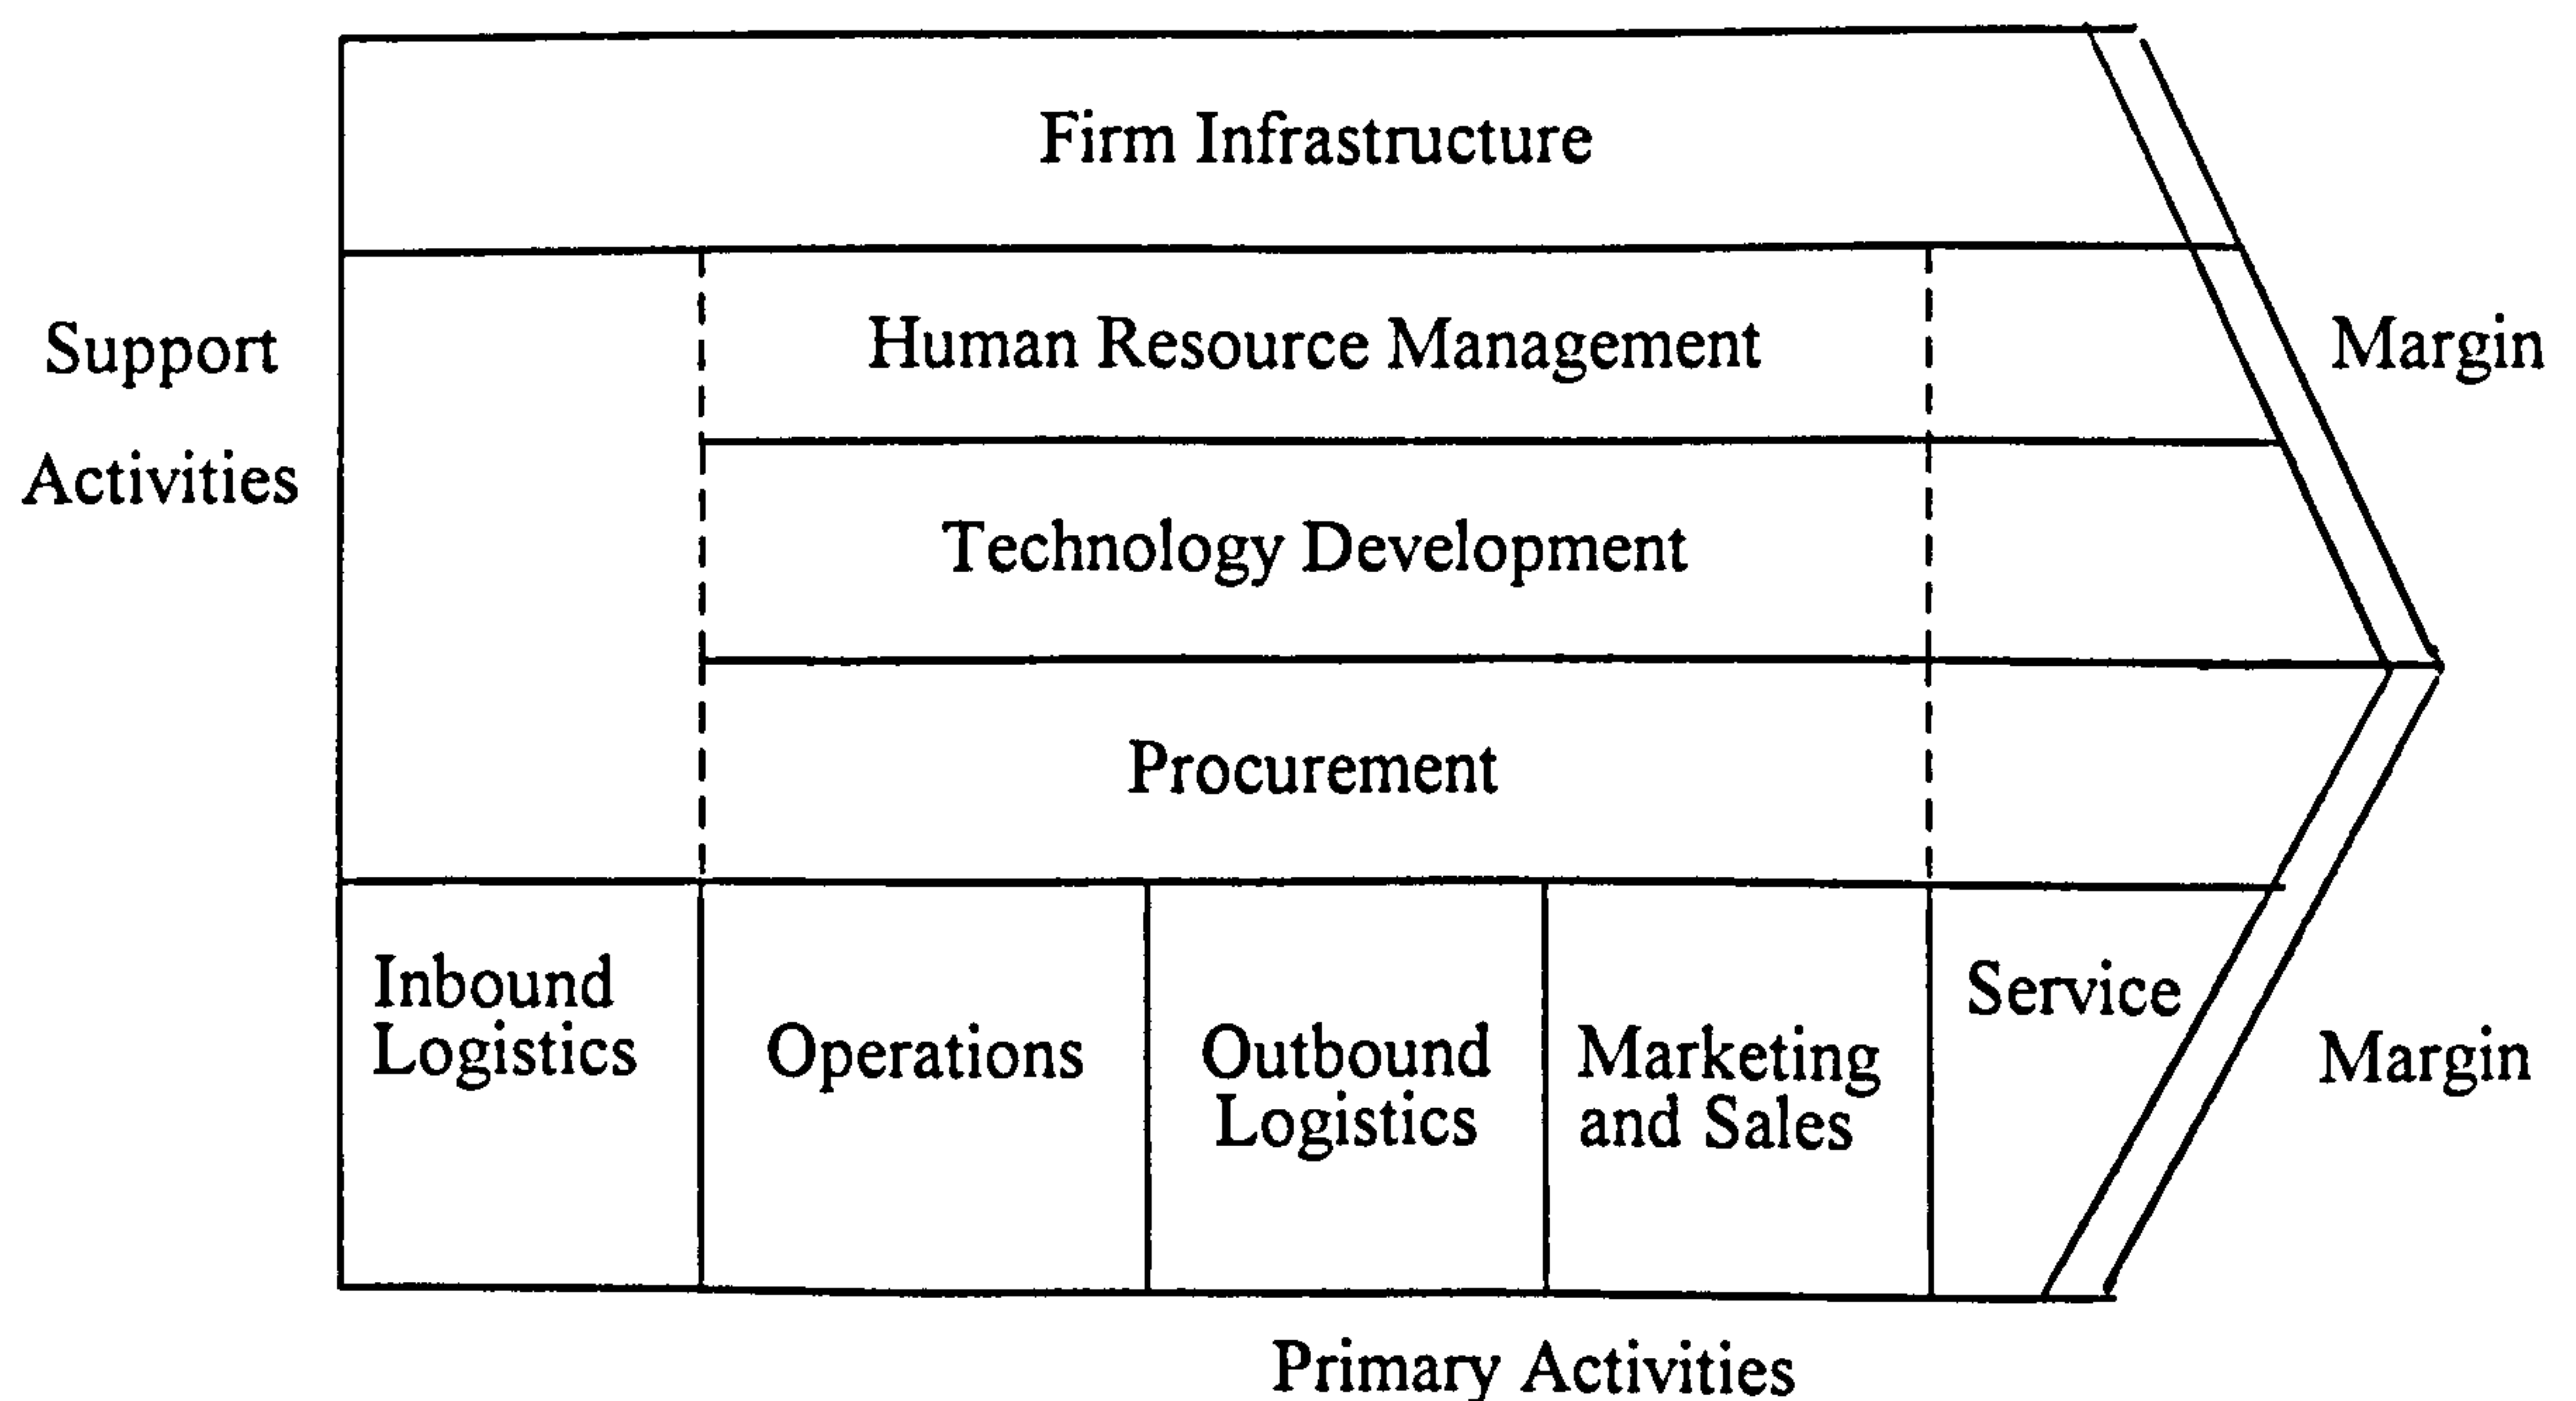 Firm Infrastructure
Support
Activities
Human Resource Management
Margin
Technology Development
Procurement
Inbound
Logistics
Operations
Outbound
Logistics
Marketing
and Sales
Service
Margin
Primary Activities